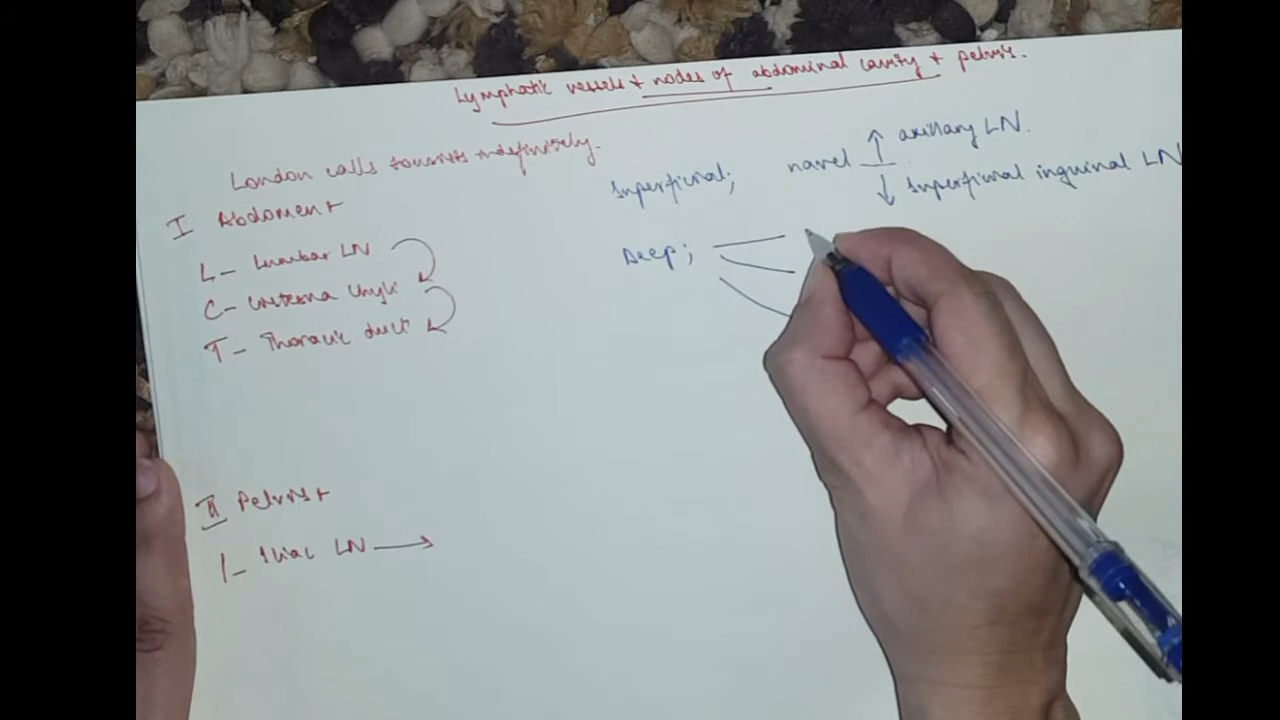 Lymphatic vessels + nodes of abdominal cavity + pelvis.
London calls tourists indefinitely.
I Abdomen +
L- Lumbar LN
C- Cisterna Chyli
T- Thoracic duct
II Pelvis +
I- Iliac LN →
Superficial;
navel ↑ axillary LN.
↓ superficial inguinal LN
Deep;